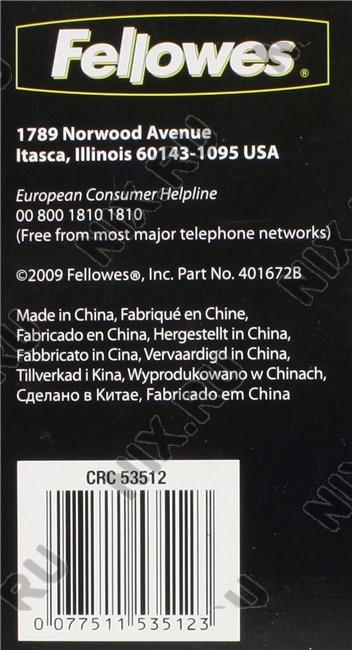 Fellowes®
1789 Norwood Avenue
Itasca, Illinois 60143-1095 USA
European Consumer Helpline
00 800 1810 1810
(Free from most major telephone networks)
©2009 Fellowes®, Inc. Part No. 401672B
Made in China, Fabriqué en Chine,
Fabricado en China, Hergestellt in China,
Fabbricato in Cina, Vervaardigd in China,
Tillverkad i Kina, Wyprodukowano w Chinach,
Сделано в Китае, Fabricado em China
CRC 53512
0 077511 535123
NIX.RU